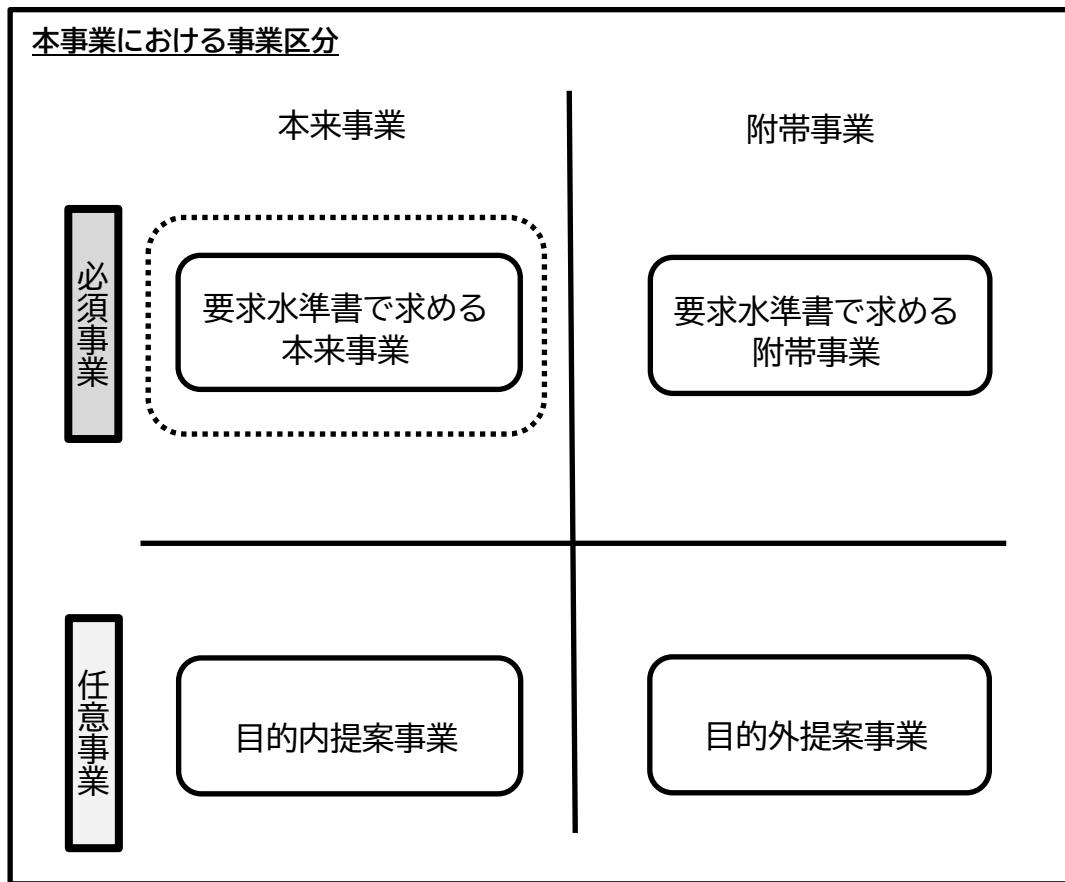 本事業における事業区分
本来事業
附帯事業
必須事業
要求水準書で求める
本来事業
要求水準書で求める
附帯事業
任意事業
目的内提案事業
目的外提案事業